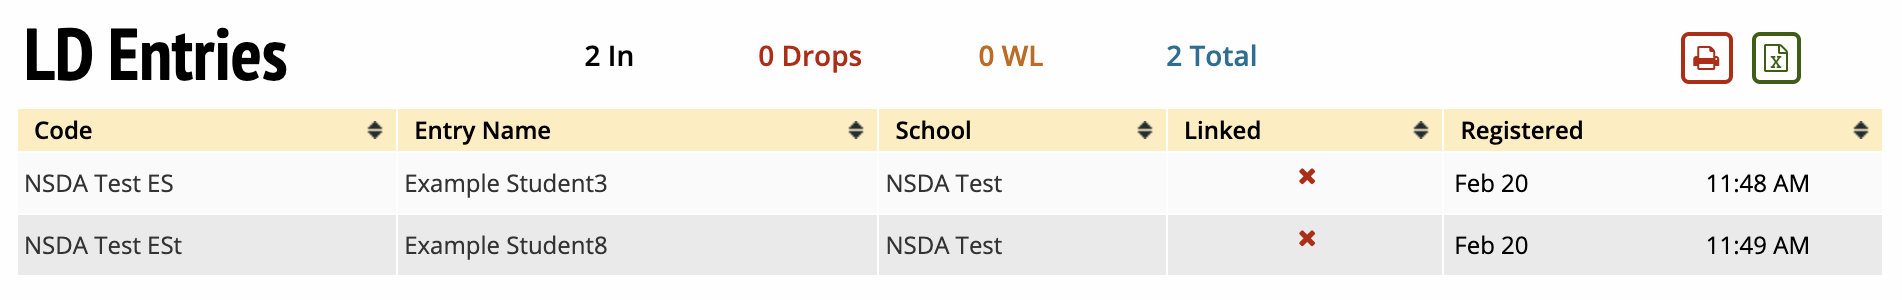 LD Entries 2 In 0 Drops 0 WL 2 Total
Code Entry Name School Linked Registered
NSDA Test ES Example Student3 NSDA Test Feb 20 11:48 AM
NSDA Test ESt Example Student8 NSDA Test Feb 20 11:49 AM